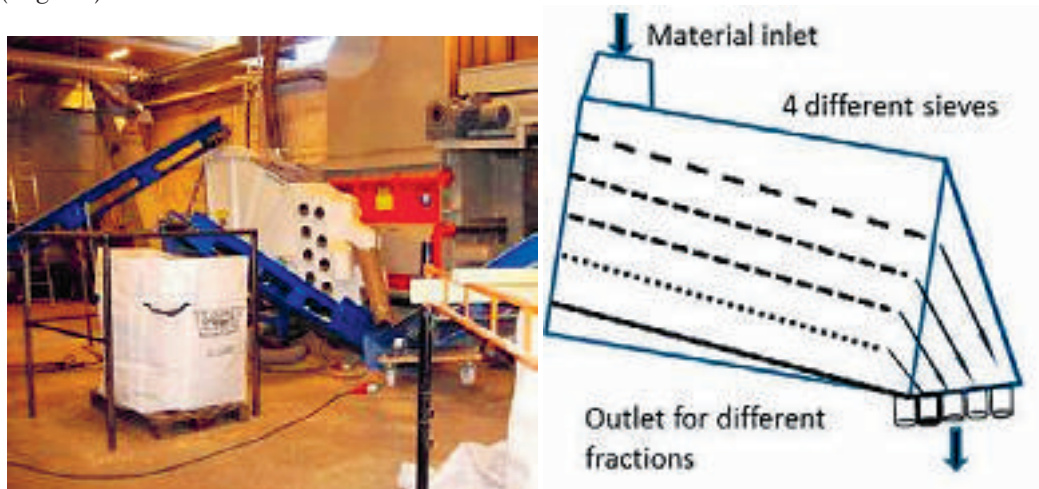 Material inlet
4 different sieves
Outlet for different
fractions